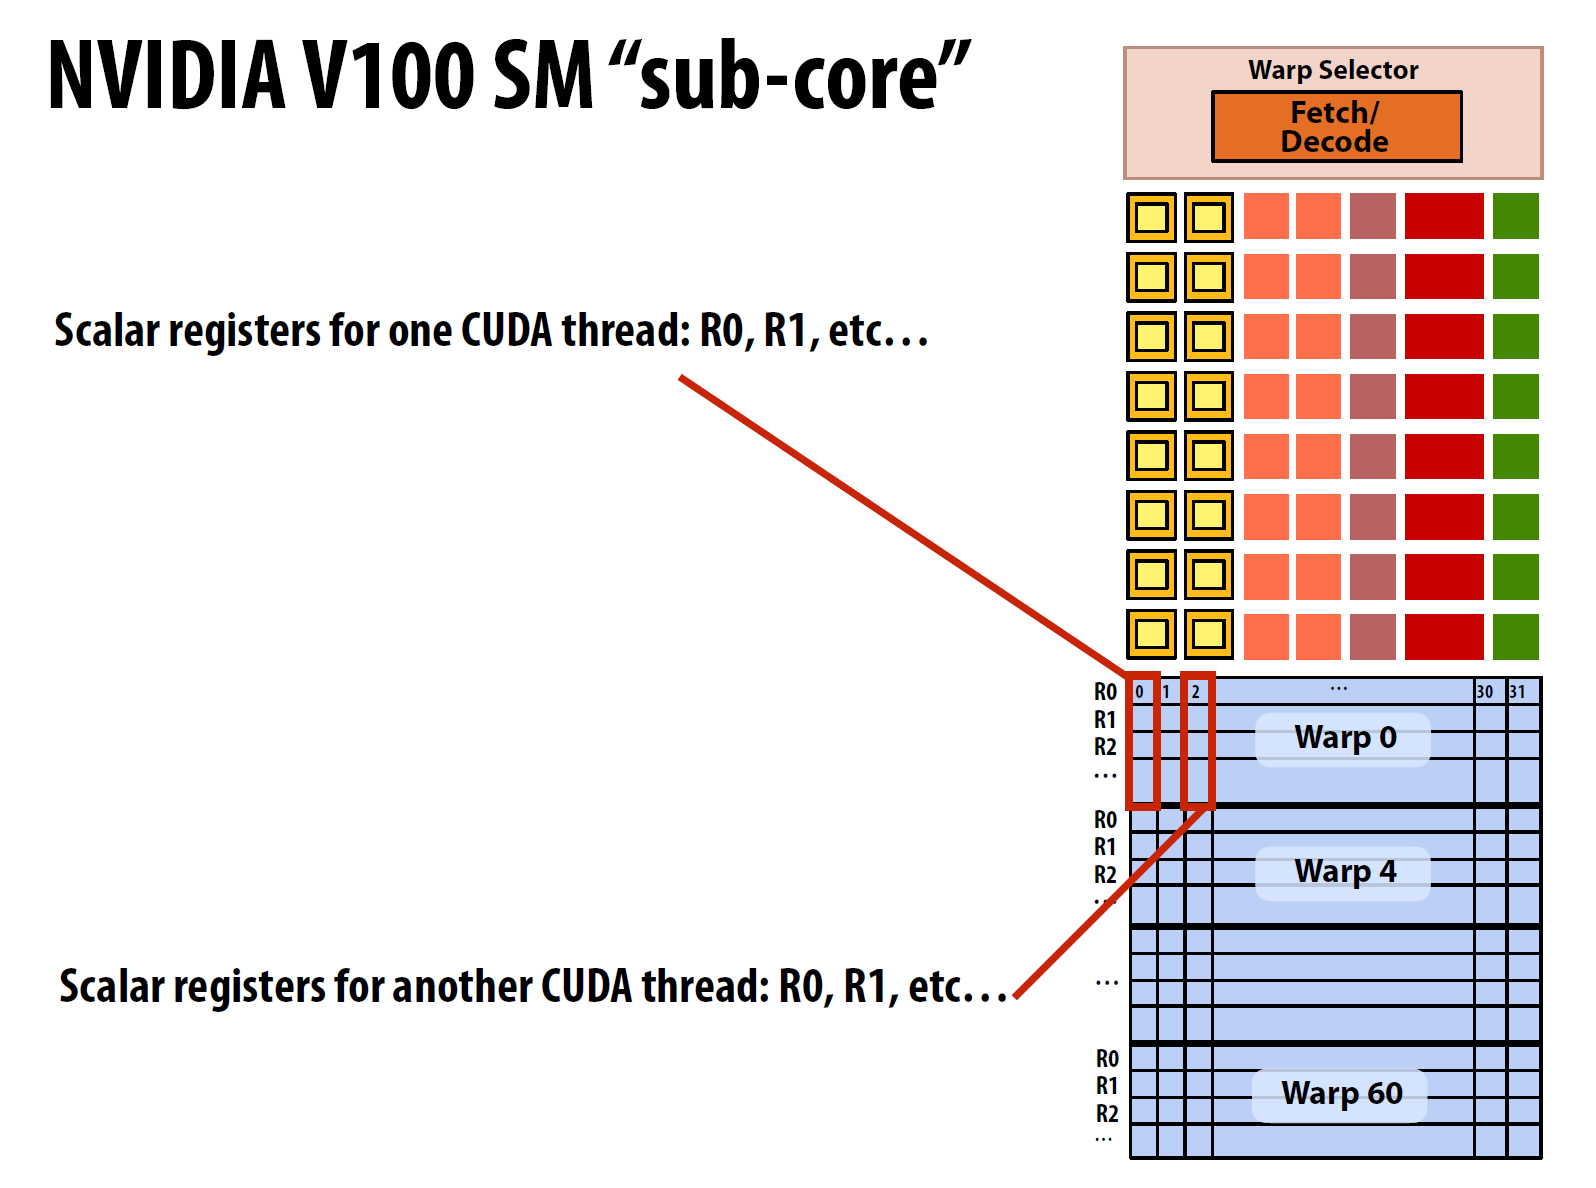 NVIDIA V100 SM “sub-core”
Warp Selector
Fetch/
Decode
Scalar registers for one CUDA thread: R0, R1, etc…
R0 0 1 2 … 30 31
R1
R2
…
Warp 0
R0
R1
R2
…
Warp 4
Scalar registers for another CUDA thread: R0, R1, etc…
…
R0
R1
R2
…
Warp 60